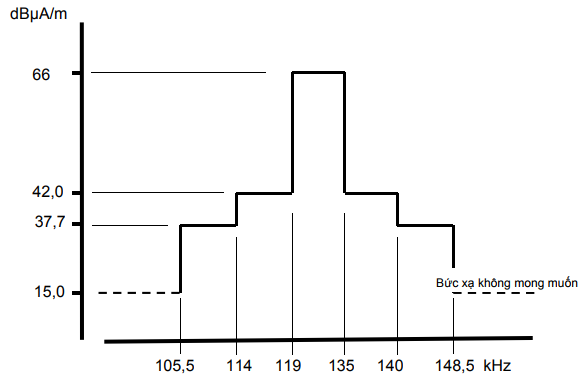 dBµA/m
66
42,0
37,7
15,0
Bức xạ không mong muốn
105,5 114 119 135 140 148,5 kHz